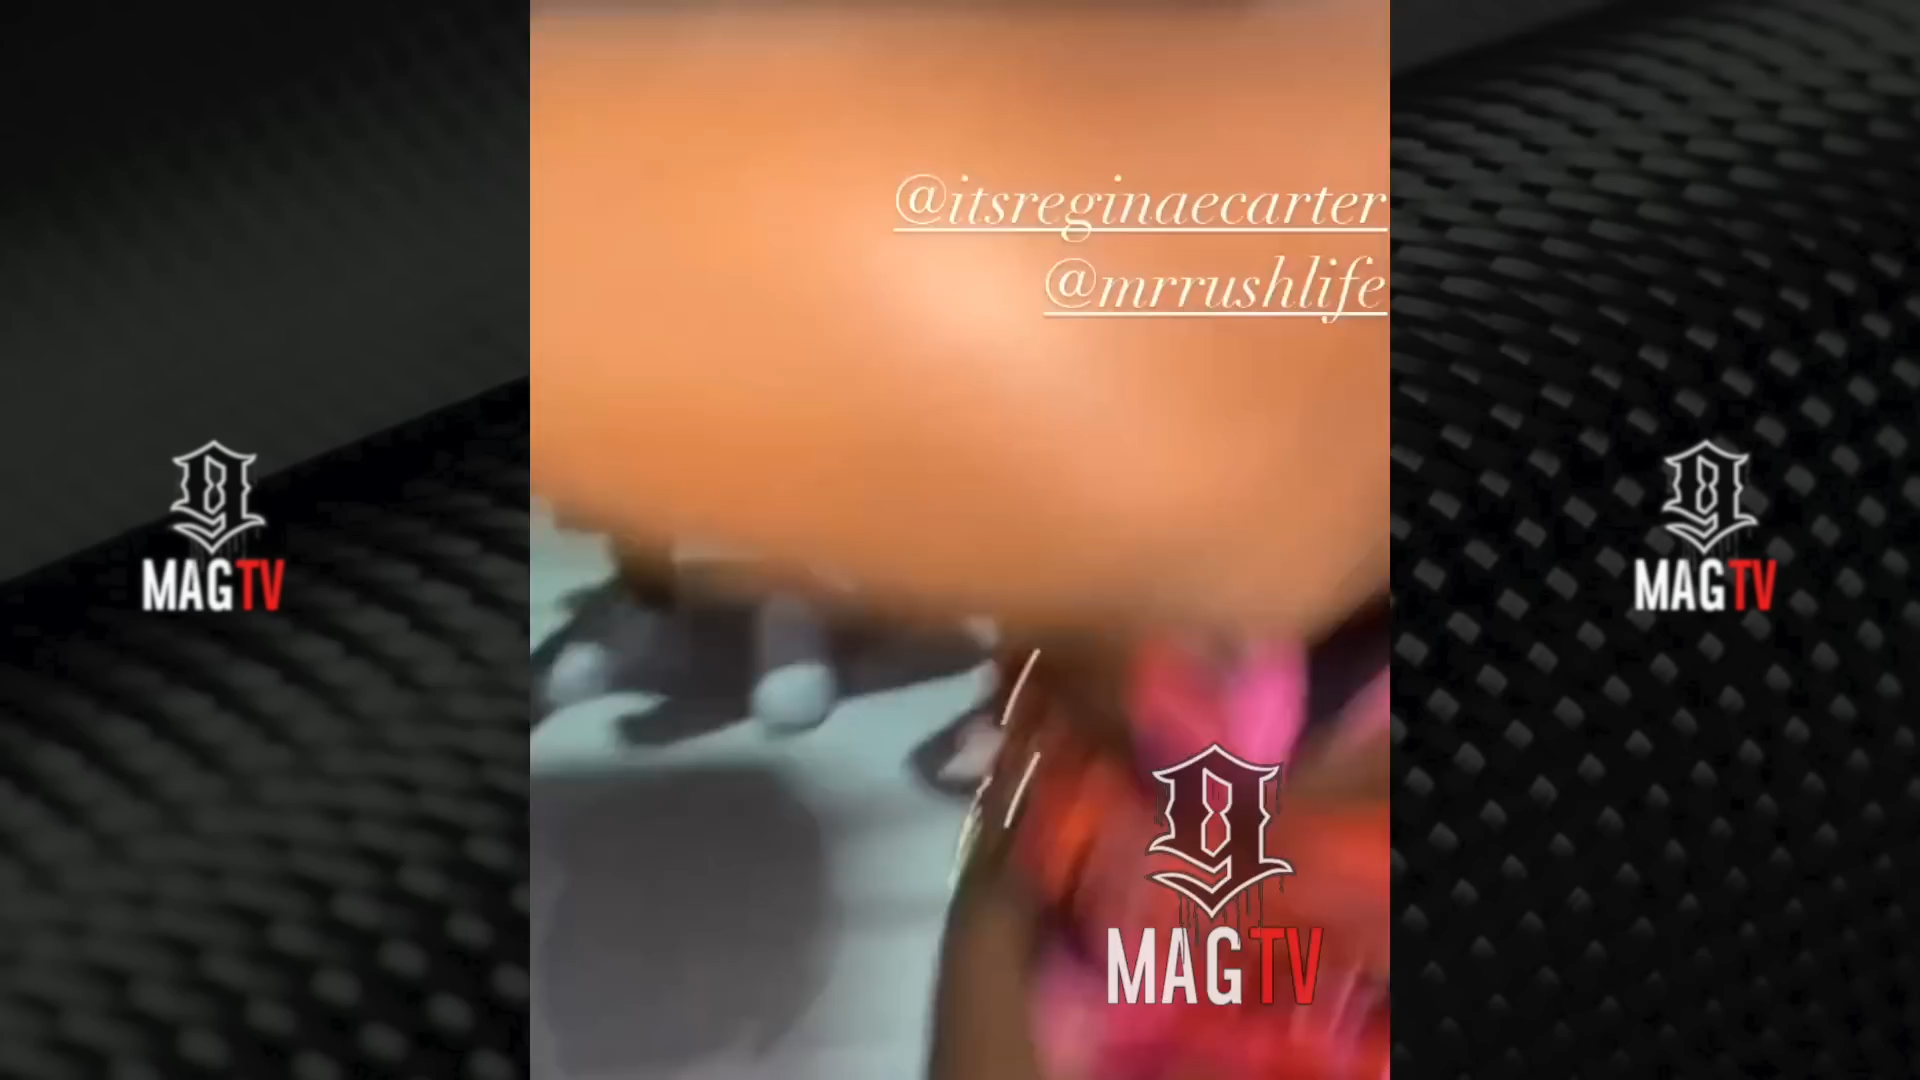 @itsreginaecarter
@mrrushlife
g
MAGTV
g
MAGTV
g
MAGTV